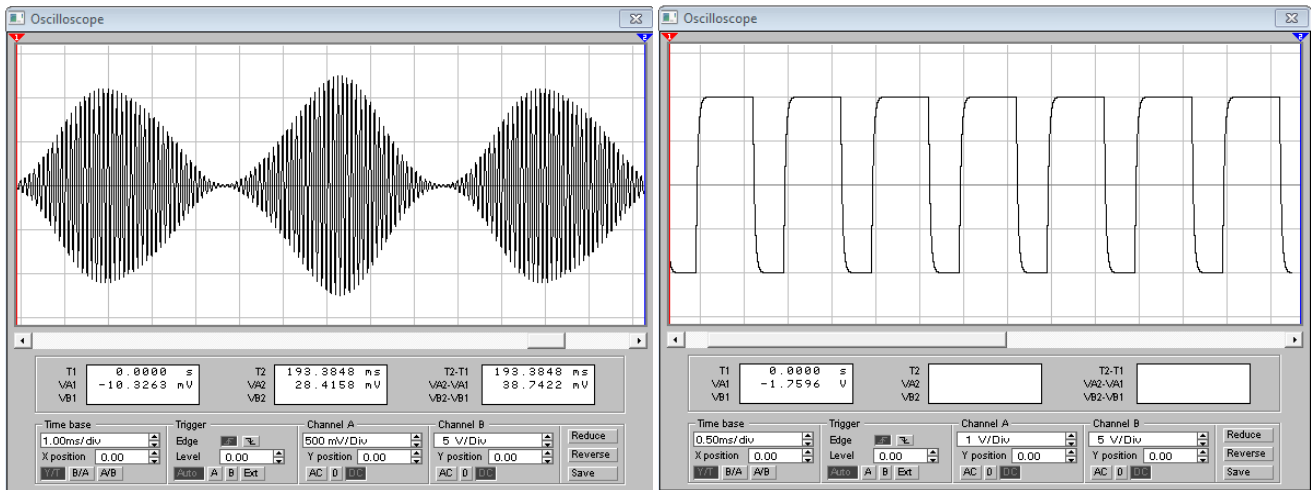 Oscilloscope
1 2
T1 0.0000 s T2 193.3848 ms T2-T1 193.3848 ms
VA1 -10.3263 mV VA2 28.4158 mV VA2-VA1 38.7422 mV
VB1 VB2 VB2-VB1
Time base Trigger Channel A Channel B
1.00ms/div Edge 500 mV/Div 5 V/Div Reduce
X position 0.00 Level 0.00 Y position 0.00 Y position 0.00 Reverse
Y/T B/A A/B Auto A B Ext AC 0 DC AC 0 DC Save
Oscilloscope
1 2
T1 0.0000 s T2 T2-T1
VA1 -1.7596 V VA2 VA2-VA1
VB1 VB2 VB2-VB1
Time base Trigger Channel A Channel B
0.50ms/div Edge 1 V/Div 5 V/Div Reduce
X position 0.00 Level 0.00 Y position 0.00 Y position 0.00 Reverse
Y/T B/A A/B Auto A B Ext AC 0 DC AC 0 DC Save